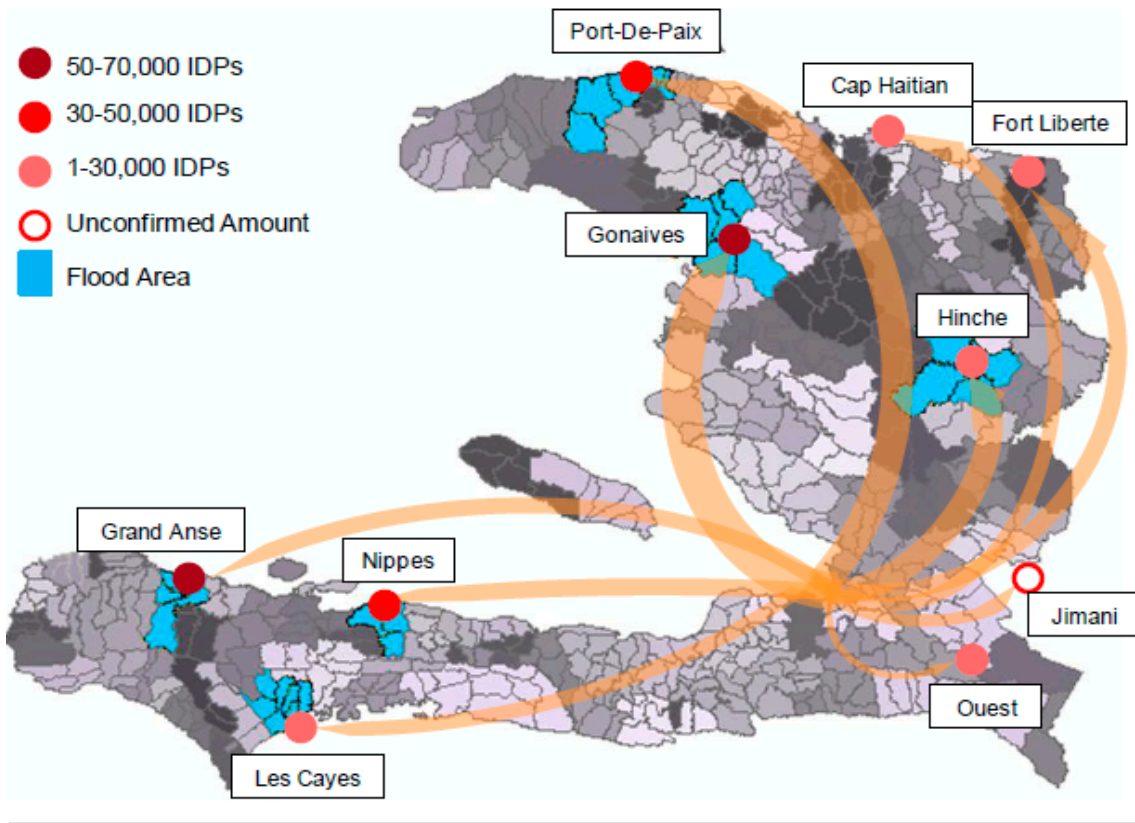 Port-De-Paix
50-70,000 IDPs
30-50,000 IDPs
Cap Haitian
Fort Liberte
1-30,000 IDPs
Unconfirmed Amount
Gonaives
Flood Area
Hinche
Grand Anse
Nippes
Jimani
Ouest
Les Cayes